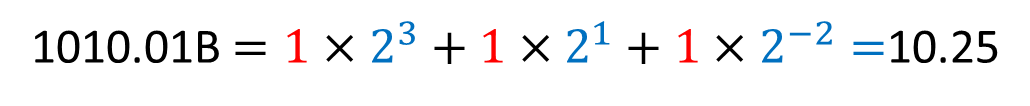 1010.01B = 1 × 2³ + 1 × 2¹ + 1 × 2⁻² =10.25